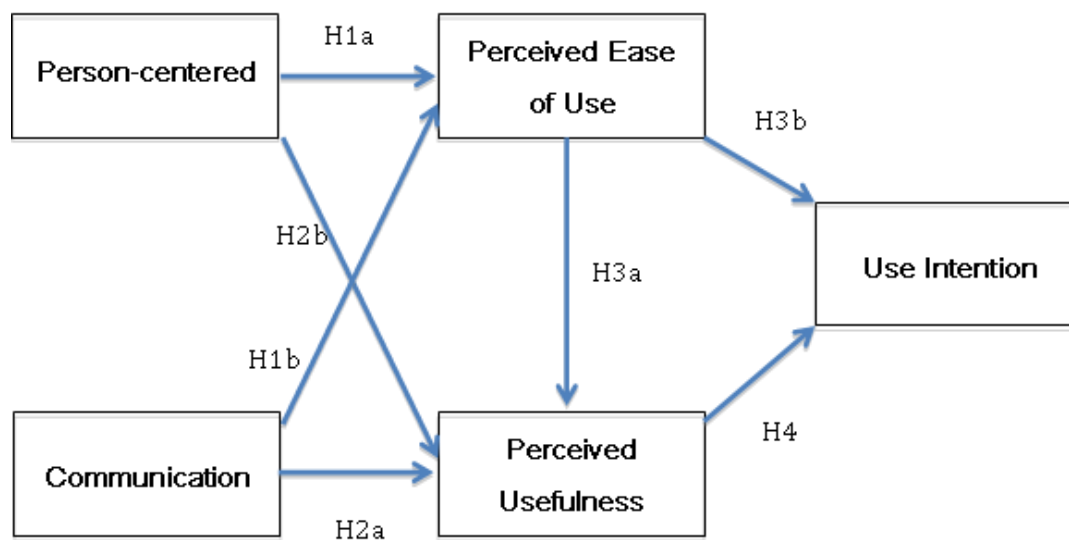 H1a
Person-centered
Perceived Ease
of Use
H3b
H2b
H3a
Use Intention
H1b
Communication
Perceived
Usefulness
H4
H2a